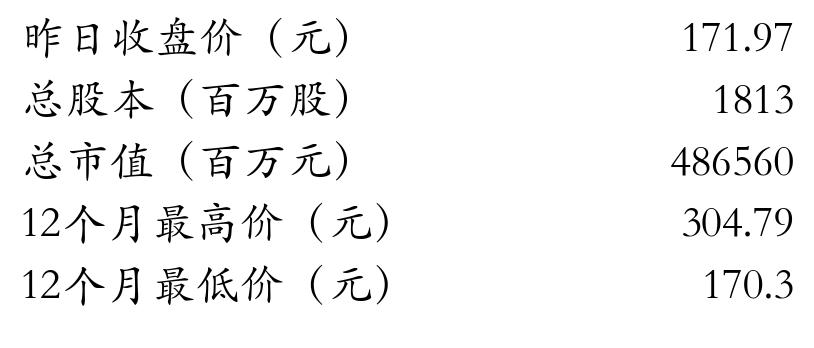 昨日收盘价（元） 171.97
总股本（百万股） 1813
总市值（百万元） 486560
12个月最高价（元） 304.79
12个月最低价（元） 170.3